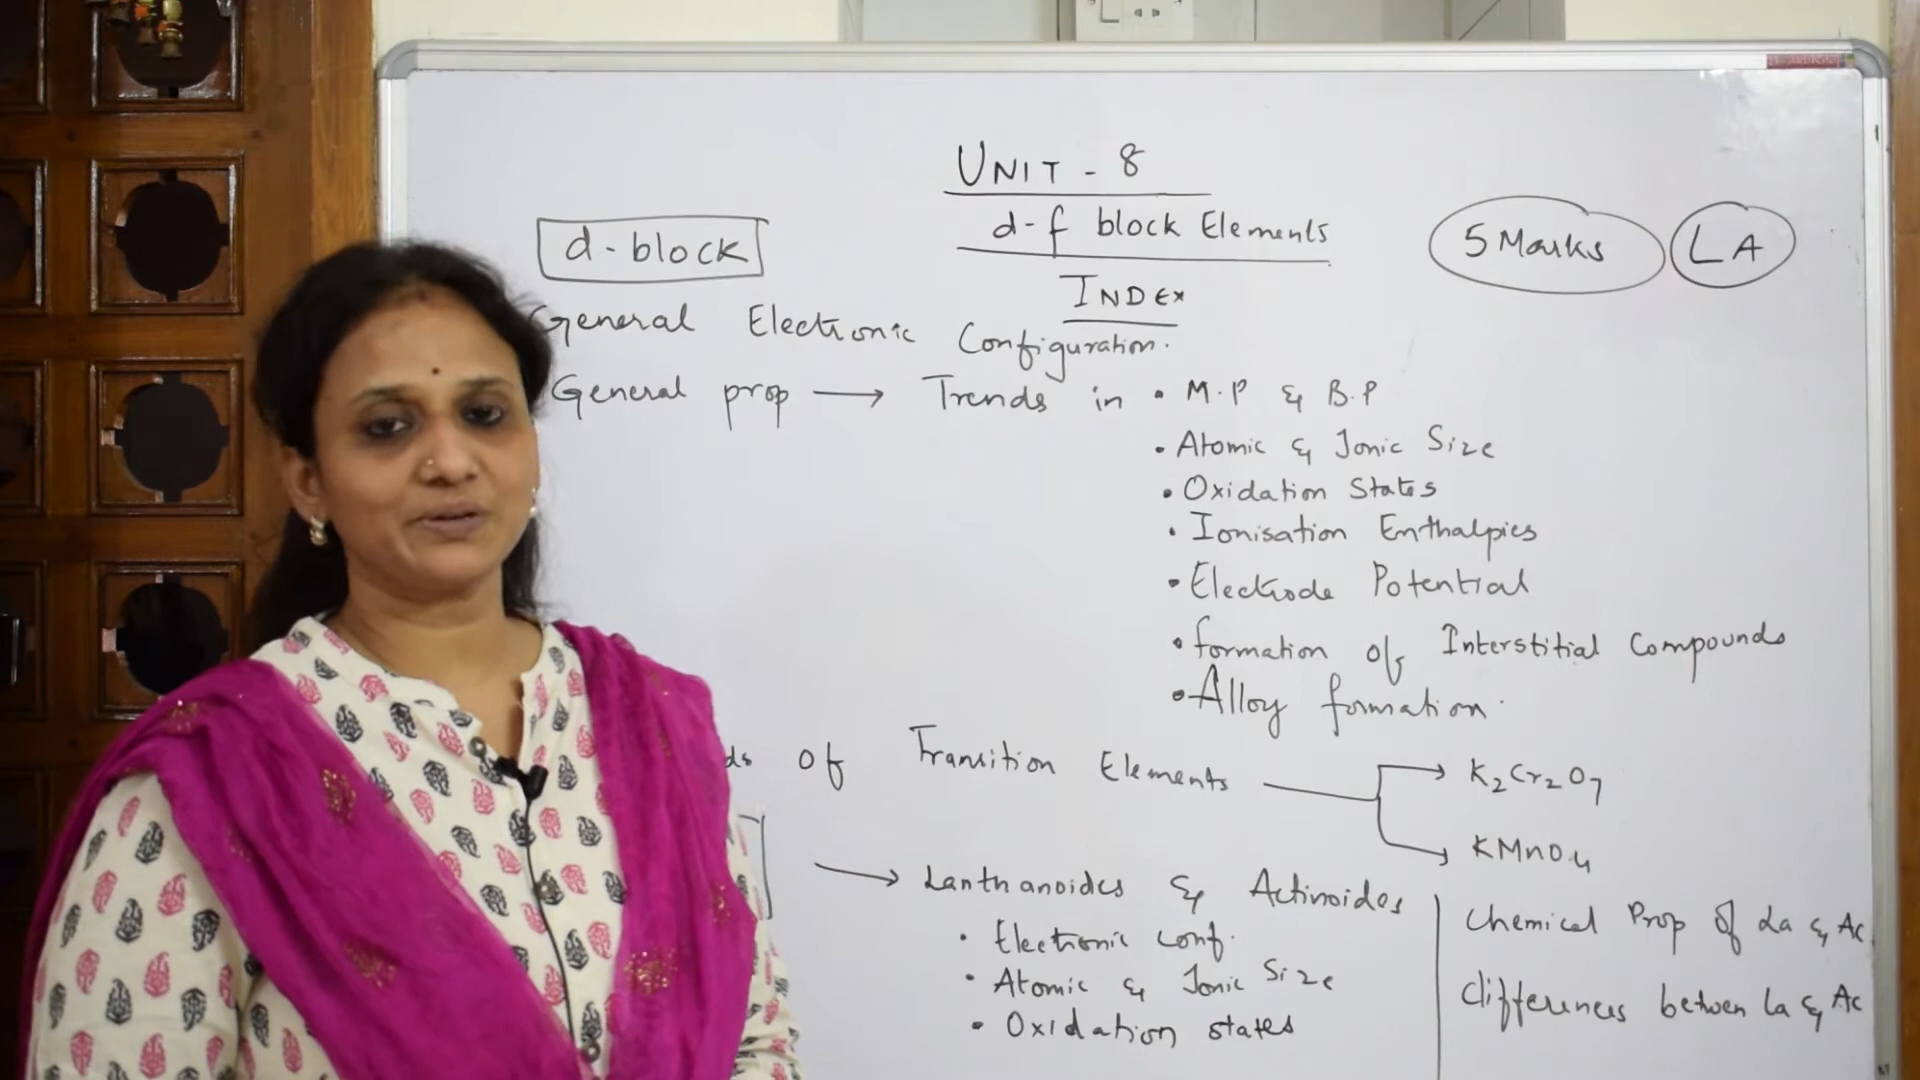 UNIT - 8
d-f block Elements
5 Marks
LA
d-block
INDEX
General Electronic Configuration.
General prop → Trends in • M.P & B.P
• Atomic & Ionic Size
• Oxidation States
• Ionisation Enthalpies
• Electrode Potential
• formation of Interstitial Compounds
• Alloy formation.
of Transition Elements
K2Cr2O7
KMnO4
→ Lanthanoides & Actinoides
• Electronic conf.
• Atomic & Ionic Size
• Oxidation states
Chemical Prop of La & Ac
differences between La & Ac